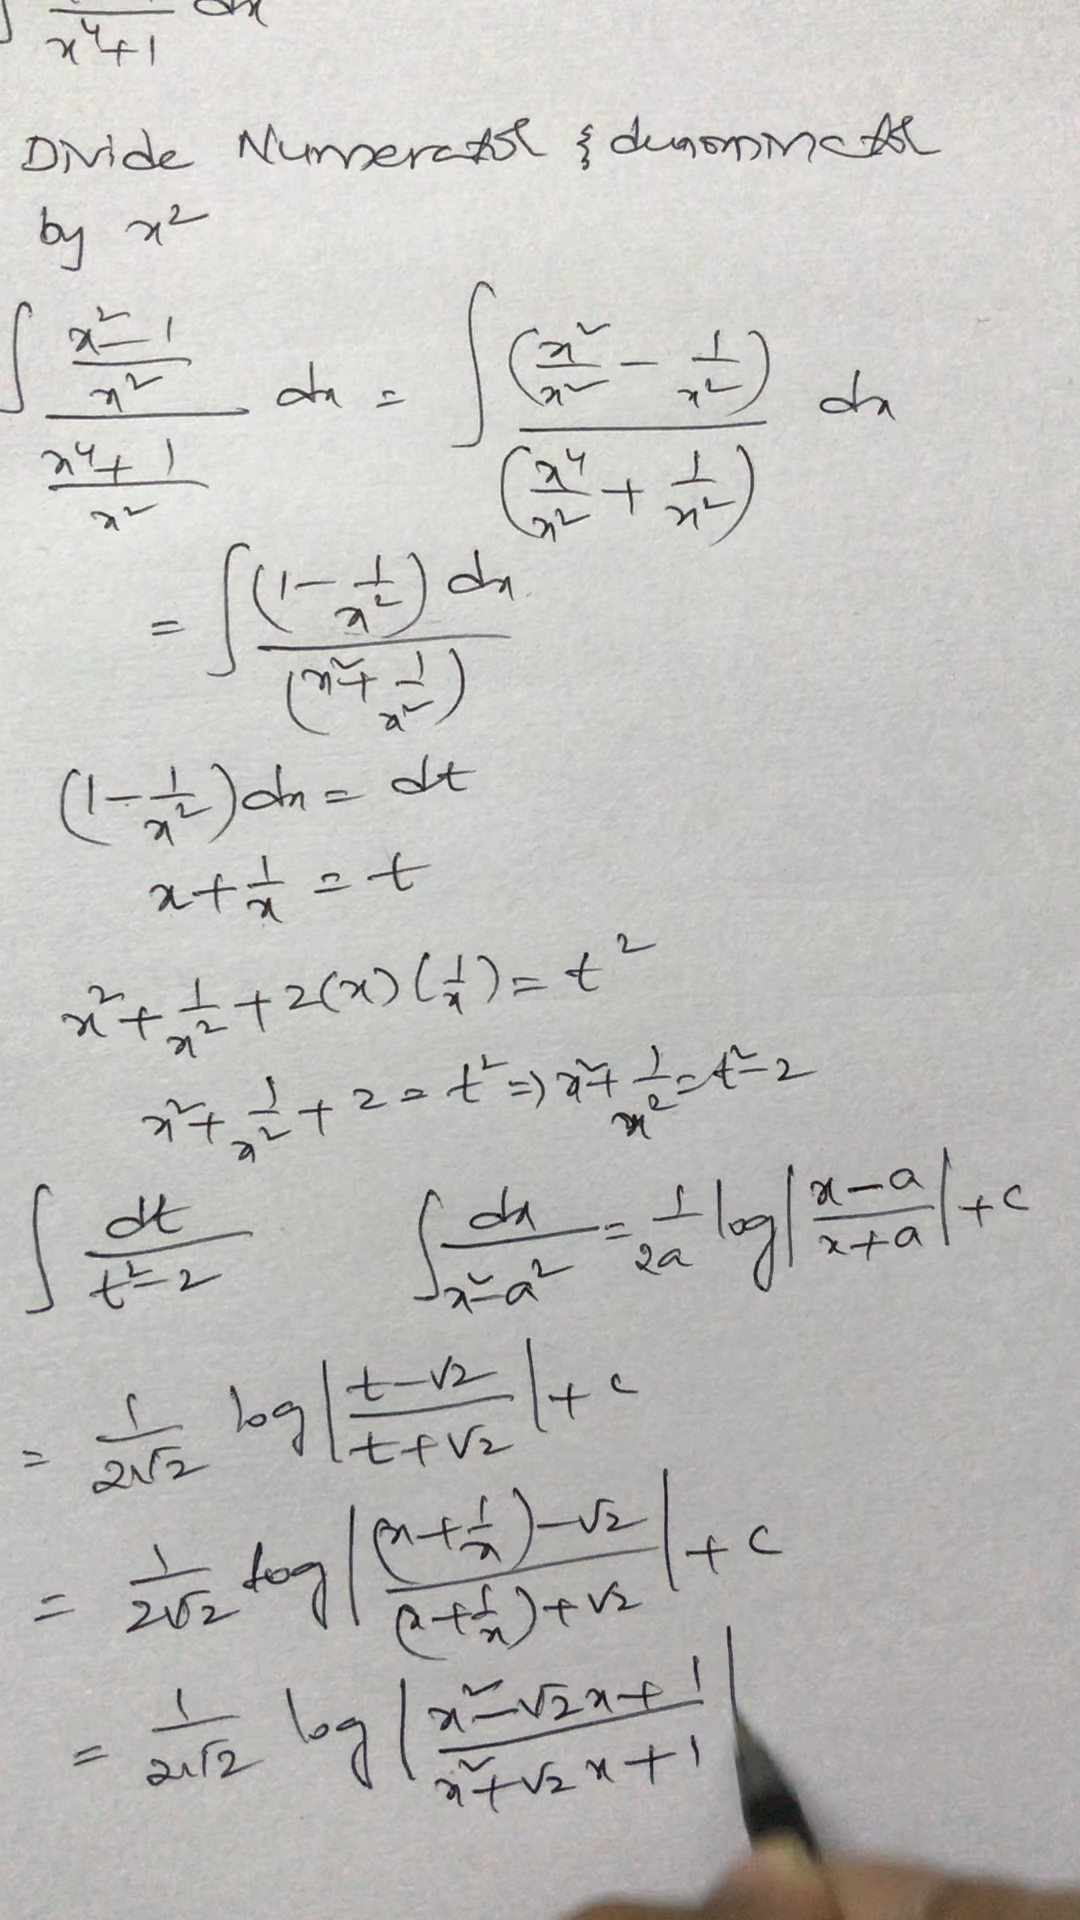 ∫ ――― dx
x⁴+1
Divide Numerator & denominator
by x²
∫ ((x²-1)/x²)/((x⁴+1)/x²) dx = ∫ (x²/x² - 1/x²)/(x⁴/x² + 1/x²) dx
= ∫ (1-1/x²) dx/(x²+1/x²)
(1-1/x²)dx = dt
x+1/x = t
x²+1/x²+2(x)(1/x) = t²
x²+1/x²+2 = t² ⇒ x²+1/x² = t²-2
∫ dt/(t²-2) ∫ dx/(x²-a²) = 1/2a log|(x-a)/(x+a)|+c
= 1/2√2 log|(t-√2)/(t+√2)|+c
= 1/2√2 log|((x+1/x)-√2)/((x+1/x)+√2)|+c
= 1/2√2 log|(x²-√2x+1)/(x²+√2x+1)|